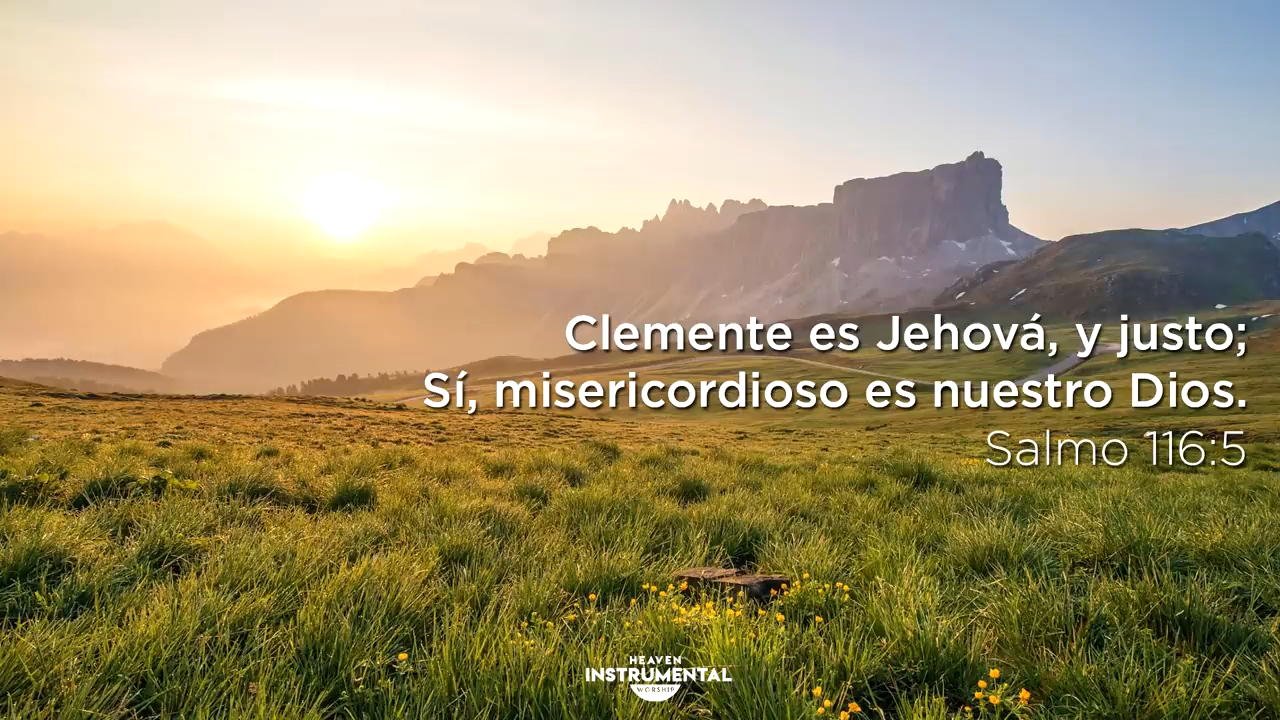 Clemente es Jehová, y justo;
Sí, misericordioso es nuestro Dios.
Salmo 116:5
HEAVEN
INSTRUMENTAL
WORSHIP